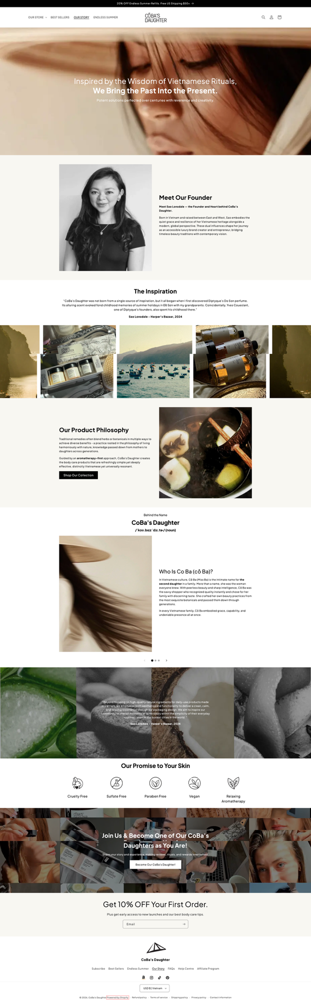 20% OFF Endless Summer Refills. Free US Shipping $50+ →
OUR STORE
BEST SELLERS
OUR STORY
ENDLESS SUMMER
CÔBA'S
DAUGHTER
Inspired by the Wisdom of Vietnamese Rituals,
We Bring the Past Into the Present.
Potent solutions perfected over centuries with reverence and creativity.
Meet Our Founder
Meet Sao Lonsdale — the Founder and Heart behind CoBa's
Daughter.
Born in Vietnam and raised between East and West, Sao embodies the
quiet grace and resilience of her Vietnamese heritage alongside a
modern, global perspective. These dual influences shape her journey
as an accessible luxury brand creator and entrepreneur, bridging
timeless beauty traditions with contemporary vision.
The Inspiration
"CoBa's Daughter was not born from a single source of inspiration, but it all began when I first discovered Diptyque's Do Son perfume.
Its alluring scent evoked fond childhood memories of summer holidays in Đồ Sơn with my grandparents. Coincidentally, Yves Coueslant,
one of Diptyque's founders, also spent his childhood there."
Sao Lonsdale - Harper's Bazaar, 2024
CÔBA'S
DAUGHTER
Our Product Philosophy
Traditional remedies often blend herbs or botanicals in multiple ways to
achieve diverse benefits – a practice rooted in the philosophy of living
harmoniously with nature, knowledge passed down from mothers to
daughters across generations.
Guided by an aromatherapy-first approach, CoBa's Daughter creates
the body care products that are refreshingly simple yet deeply
effective, distinctly Vietnamese yet universally resonant.
Shop Our Collection
Behind the Name
CoBa's Daughter
/ˈkoʊ.bɑːz ˈdɔː.tɚ/ (noun)
Who Is Co Ba (cô Ba)?
In Vietnamese culture, Cô Ba (Miss Ba) is the intimate name for the
second daughter in a family. More than a name, she was the woman
everyone knew. With peerless beauty and sharp intelligence, Cô Ba was
the savvy shopper who recognized quality instantly and chose for her
family with discerning taste. She crafted her own beauty practices from
the most exquisite botanicals and passed them down through
generations.
In every Vietnamese family, Cô Ba embodied grace, capability, and
undeniable presence all at once.
"Beyond focusing on high-quality natural ingredients for daily-use products made
in Vietnam, we emphasize both aesthetics and functionality to deliver a clean, calm,
and relaxing experience through our packaging design. We aim to inspire our
community to cherish moments of quiet luxury within the simplicity of their everyday
routines – even in the busiest cities in the world. "
Sao Lonsdale - Harper's Bazaar, 2024
Our Promise to Your Skin
Cruelty Free
Sulfate Free
Paraben Free
Vegan
Relaxing
Aromatherapy
Join Us & Become One of Our CoBa's
Daughters as You Are!
Share your story and experience, making reviews, rituals, and rewards intertwined.
Become Our CoBa's Daughter!
Get 10% OFF Your First Order.
Plus get early access to new launches and our best body care tips.
Email
CoBa's Daughter
Subscribe
Best Sellers
Endless Summer
Our Story
FAQs
Help Centre
Affiliate Program
USD $ | Vietnam
© 2026, CoBa's Daughter Powered by Shopify · Refund policy · Terms of service · Shipping policy · Privacy policy · Contact information